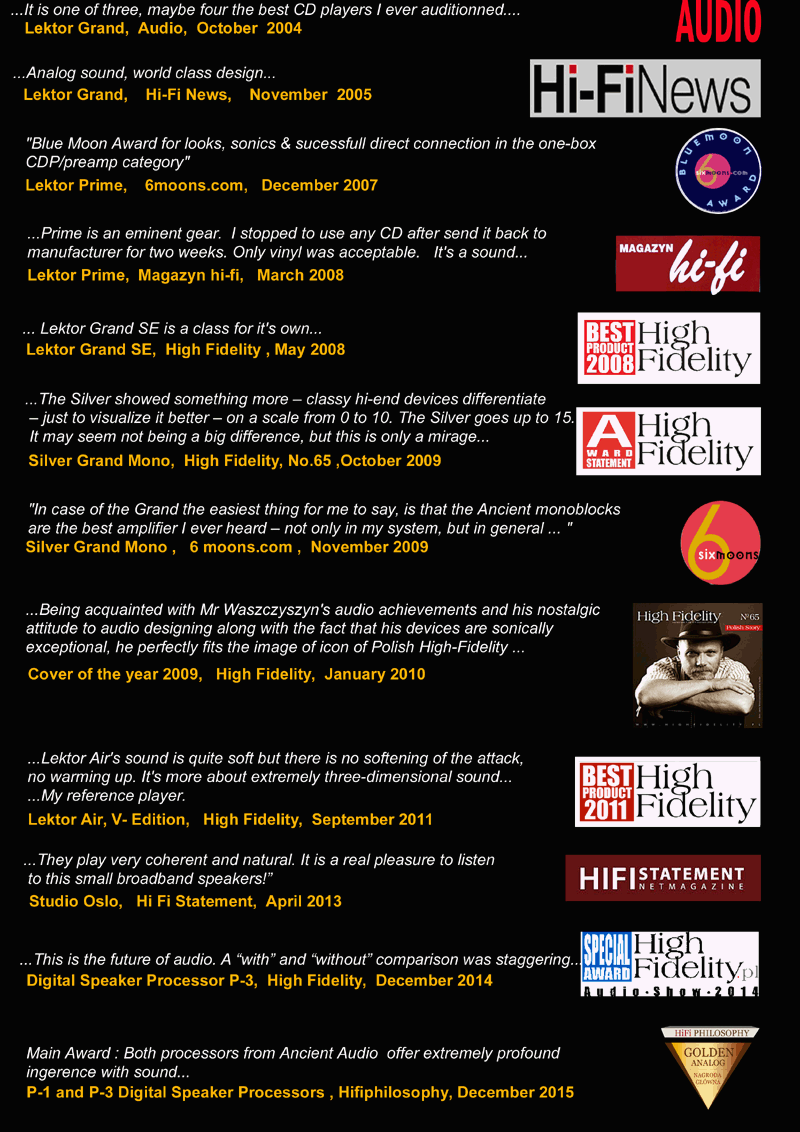 ...It is one of three, maybe four the best CD players I ever auditionned....
Lektor Grand, Audio, October 2004
AUDIO
...Analog sound, world class design...
Lektor Grand, Hi-Fi News, November 2005
Hi-Fi News
"Blue Moon Award for looks, sonics & sucessfull direct connection in the one-box
CDP/preamp category"
Lektor Prime, 6moons.com, December 2007
BLUEMOON
6
sixmoons.com
AWARD
...Prime is an eminent gear. I stopped to use any CD after send it back to
manufacturer for two weeks. Only vinyl was acceptable. It's a sound...
Lektor Prime, Magazyn hi-fi, March 2008
MAGAZYN
hi-fi
... Lektor Grand SE is a class for it's own...
Lektor Grand SE, High Fidelity , May 2008
BEST
PRODUCT
2008
High
Fidelity
...The Silver showed something more – classy hi-end devices differentiate
– just to visualize it better – on a scale from 0 to 10. The Silver goes up to 15.
It may seem not being a big difference, but this is only a mirage...
Silver Grand Mono, High Fidelity, No.65 ,October 2009
A
WARD
STATEMENT
High
Fidelity
"In case of the Grand the easiest thing for me to say, is that the Ancient monoblocks
are the best amplifier I ever heard – not only in my system, but in general ... "
Silver Grand Mono , 6 moons.com , November 2009
6
sixmoons
...Being acquainted with Mr Waszczyszyn's audio achievements and his nostalgic
attitude to audio designing along with the fact that his devices are sonically
exceptional, he perfectly fits the image of icon of Polish High-Fidelity ...
Cover of the year 2009, High Fidelity, January 2010
High Fidelity
Nº65
Polish Story
...Lektor Air's sound is quite soft but there is no softening of the attack,
no warming up. It's more about extremely three-dimensional sound...
...My reference player.
Lektor Air, V- Edition, High Fidelity, September 2011
BEST
PRODUCT
2011
High
Fidelity
...They play very coherent and natural. It is a real pleasure to listen
to this small broadband speakers!”
Studio Oslo, Hi Fi Statement, April 2013
HIFI STATEMENT
NETMAGAZINE
...This is the future of audio. A “with” and “without” comparison was staggering...
Digital Speaker Processor P-3, High Fidelity, December 2014
SPECIAL
AWARD
High
Fidelity.pl
Audio·Show·2014
Main Award : Both processors from Ancient Audio offer extremely profound
ingerence with sound...
P-1 and P-3 Digital Speaker Processors , Hifiphilosophy, December 2015
HiFi PHILOSOPHY
GOLDEN
ANALOG
NAGRODA
GŁÓWNA